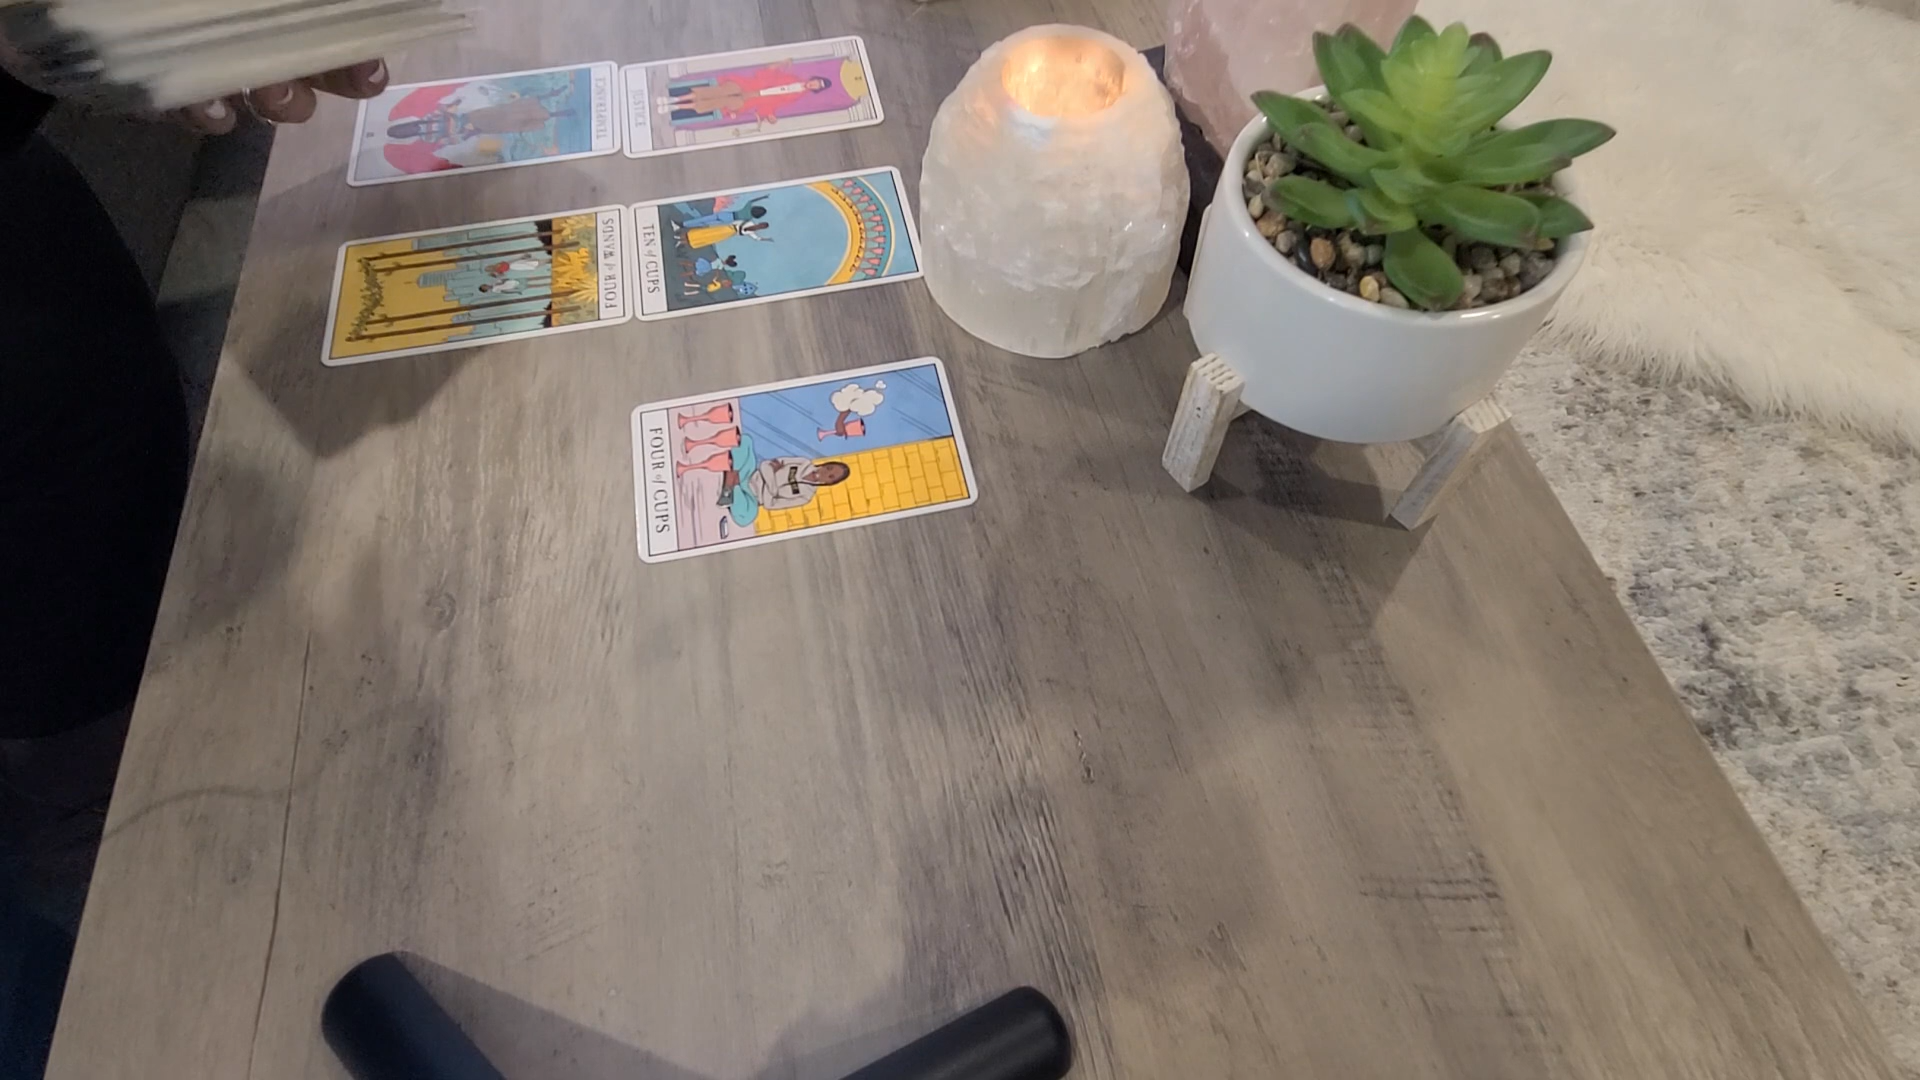 TEMPERANCE
JUSTICE
FOUR of WANDS
TEN of CUPS
FOUR of CUPS